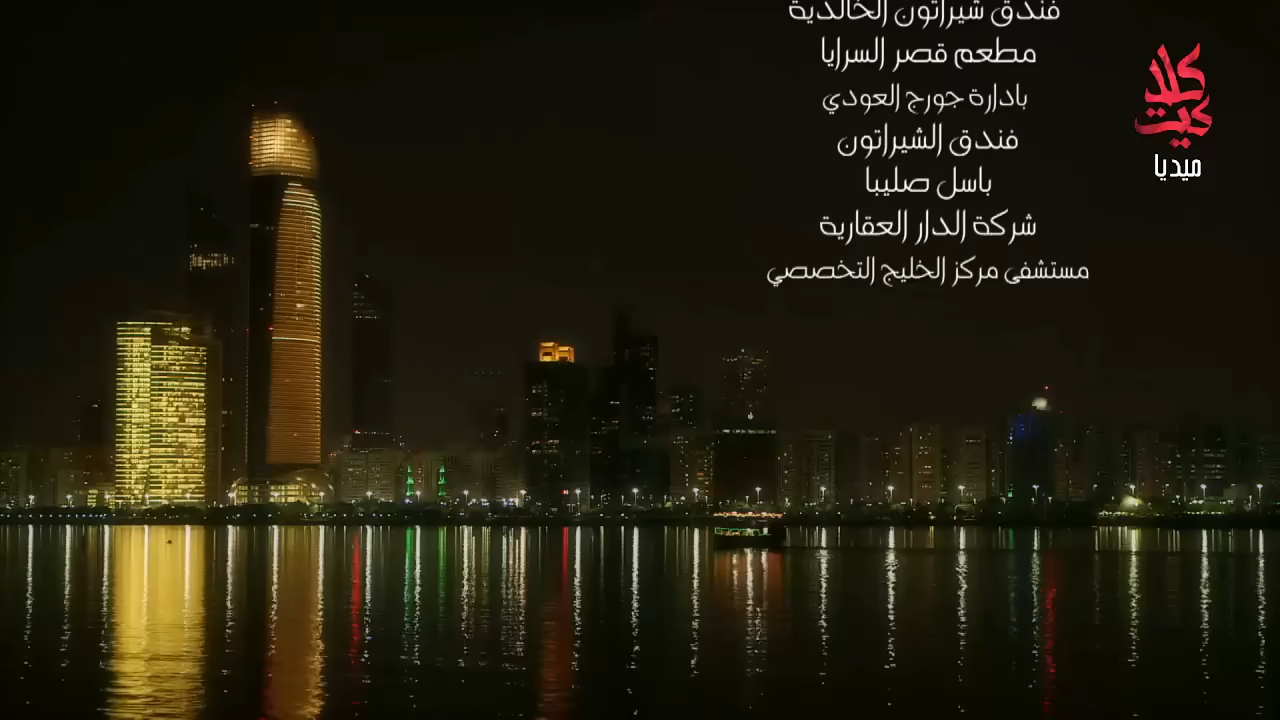 فندق شيراتون الخالدية
مطعم قصر السرايا
بادارة جورج العودي
فندق الشيراتون
باسل صليبا
شركة الدار العقارية
مستشفى مركز الخليج التخصصي
كلاكيت
ميديا